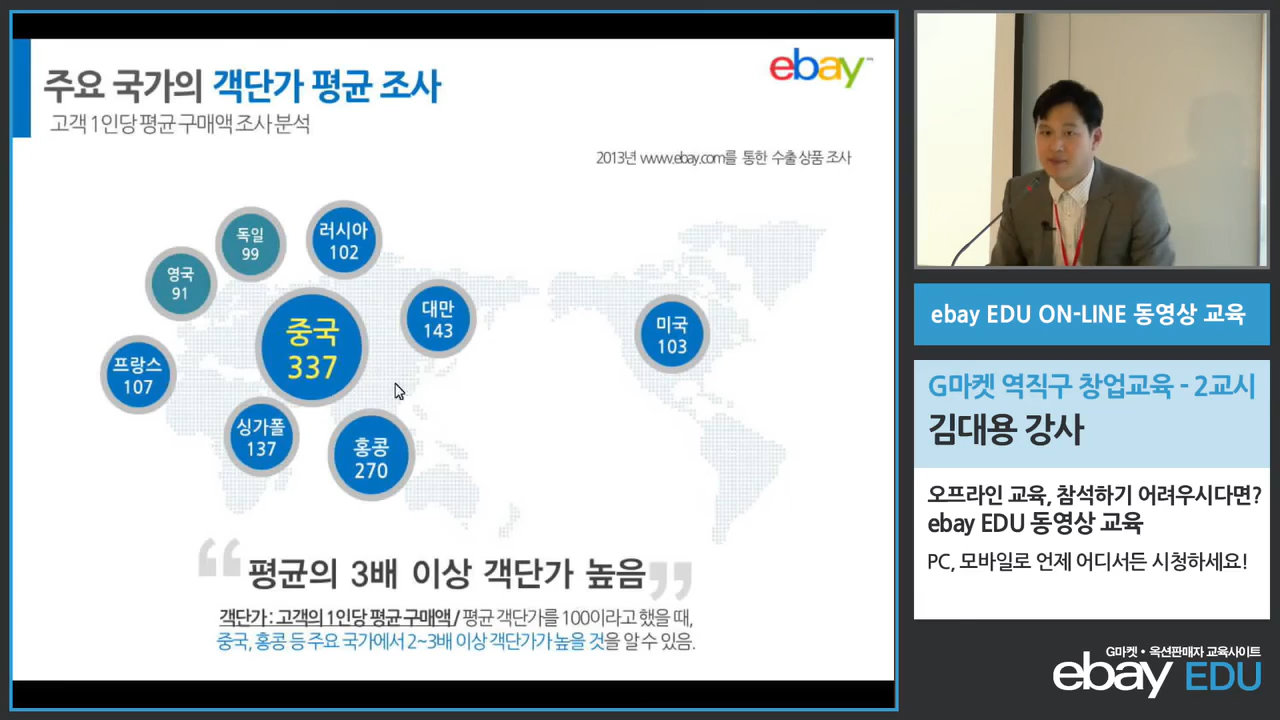 주요 국가의 객단가 평균 조사
고객 1인당 평균 구매액 조사 분석
ebay™
2013년 www.ebay.com를 통한 수출 상품 조사
독일
99
러시아
102
영국
91
중국
337
대만
143
미국
103
프랑스
107
싱가폴
137
홍콩
270
“평균의 3배 이상 객단가 높음”
객단가 : 고객의 1인당 평균 구매액 / 평균 객단가를 100이라고 했을 때,
중국, 홍콩 등 주요 국가에서 2~3배 이상 객단가가 높을 것을 알 수 있음.
ebay EDU ON-LINE 동영상 교육
G마켓 역직구 창업교육 - 2교시
김대용 강사
오프라인 교육, 참석하기 어려우시다면?
ebay EDU 동영상 교육
PC, 모바일로 언제 어디서든 시청하세요!
G마켓 • 옥션판매자 교육사이트
ebay EDU